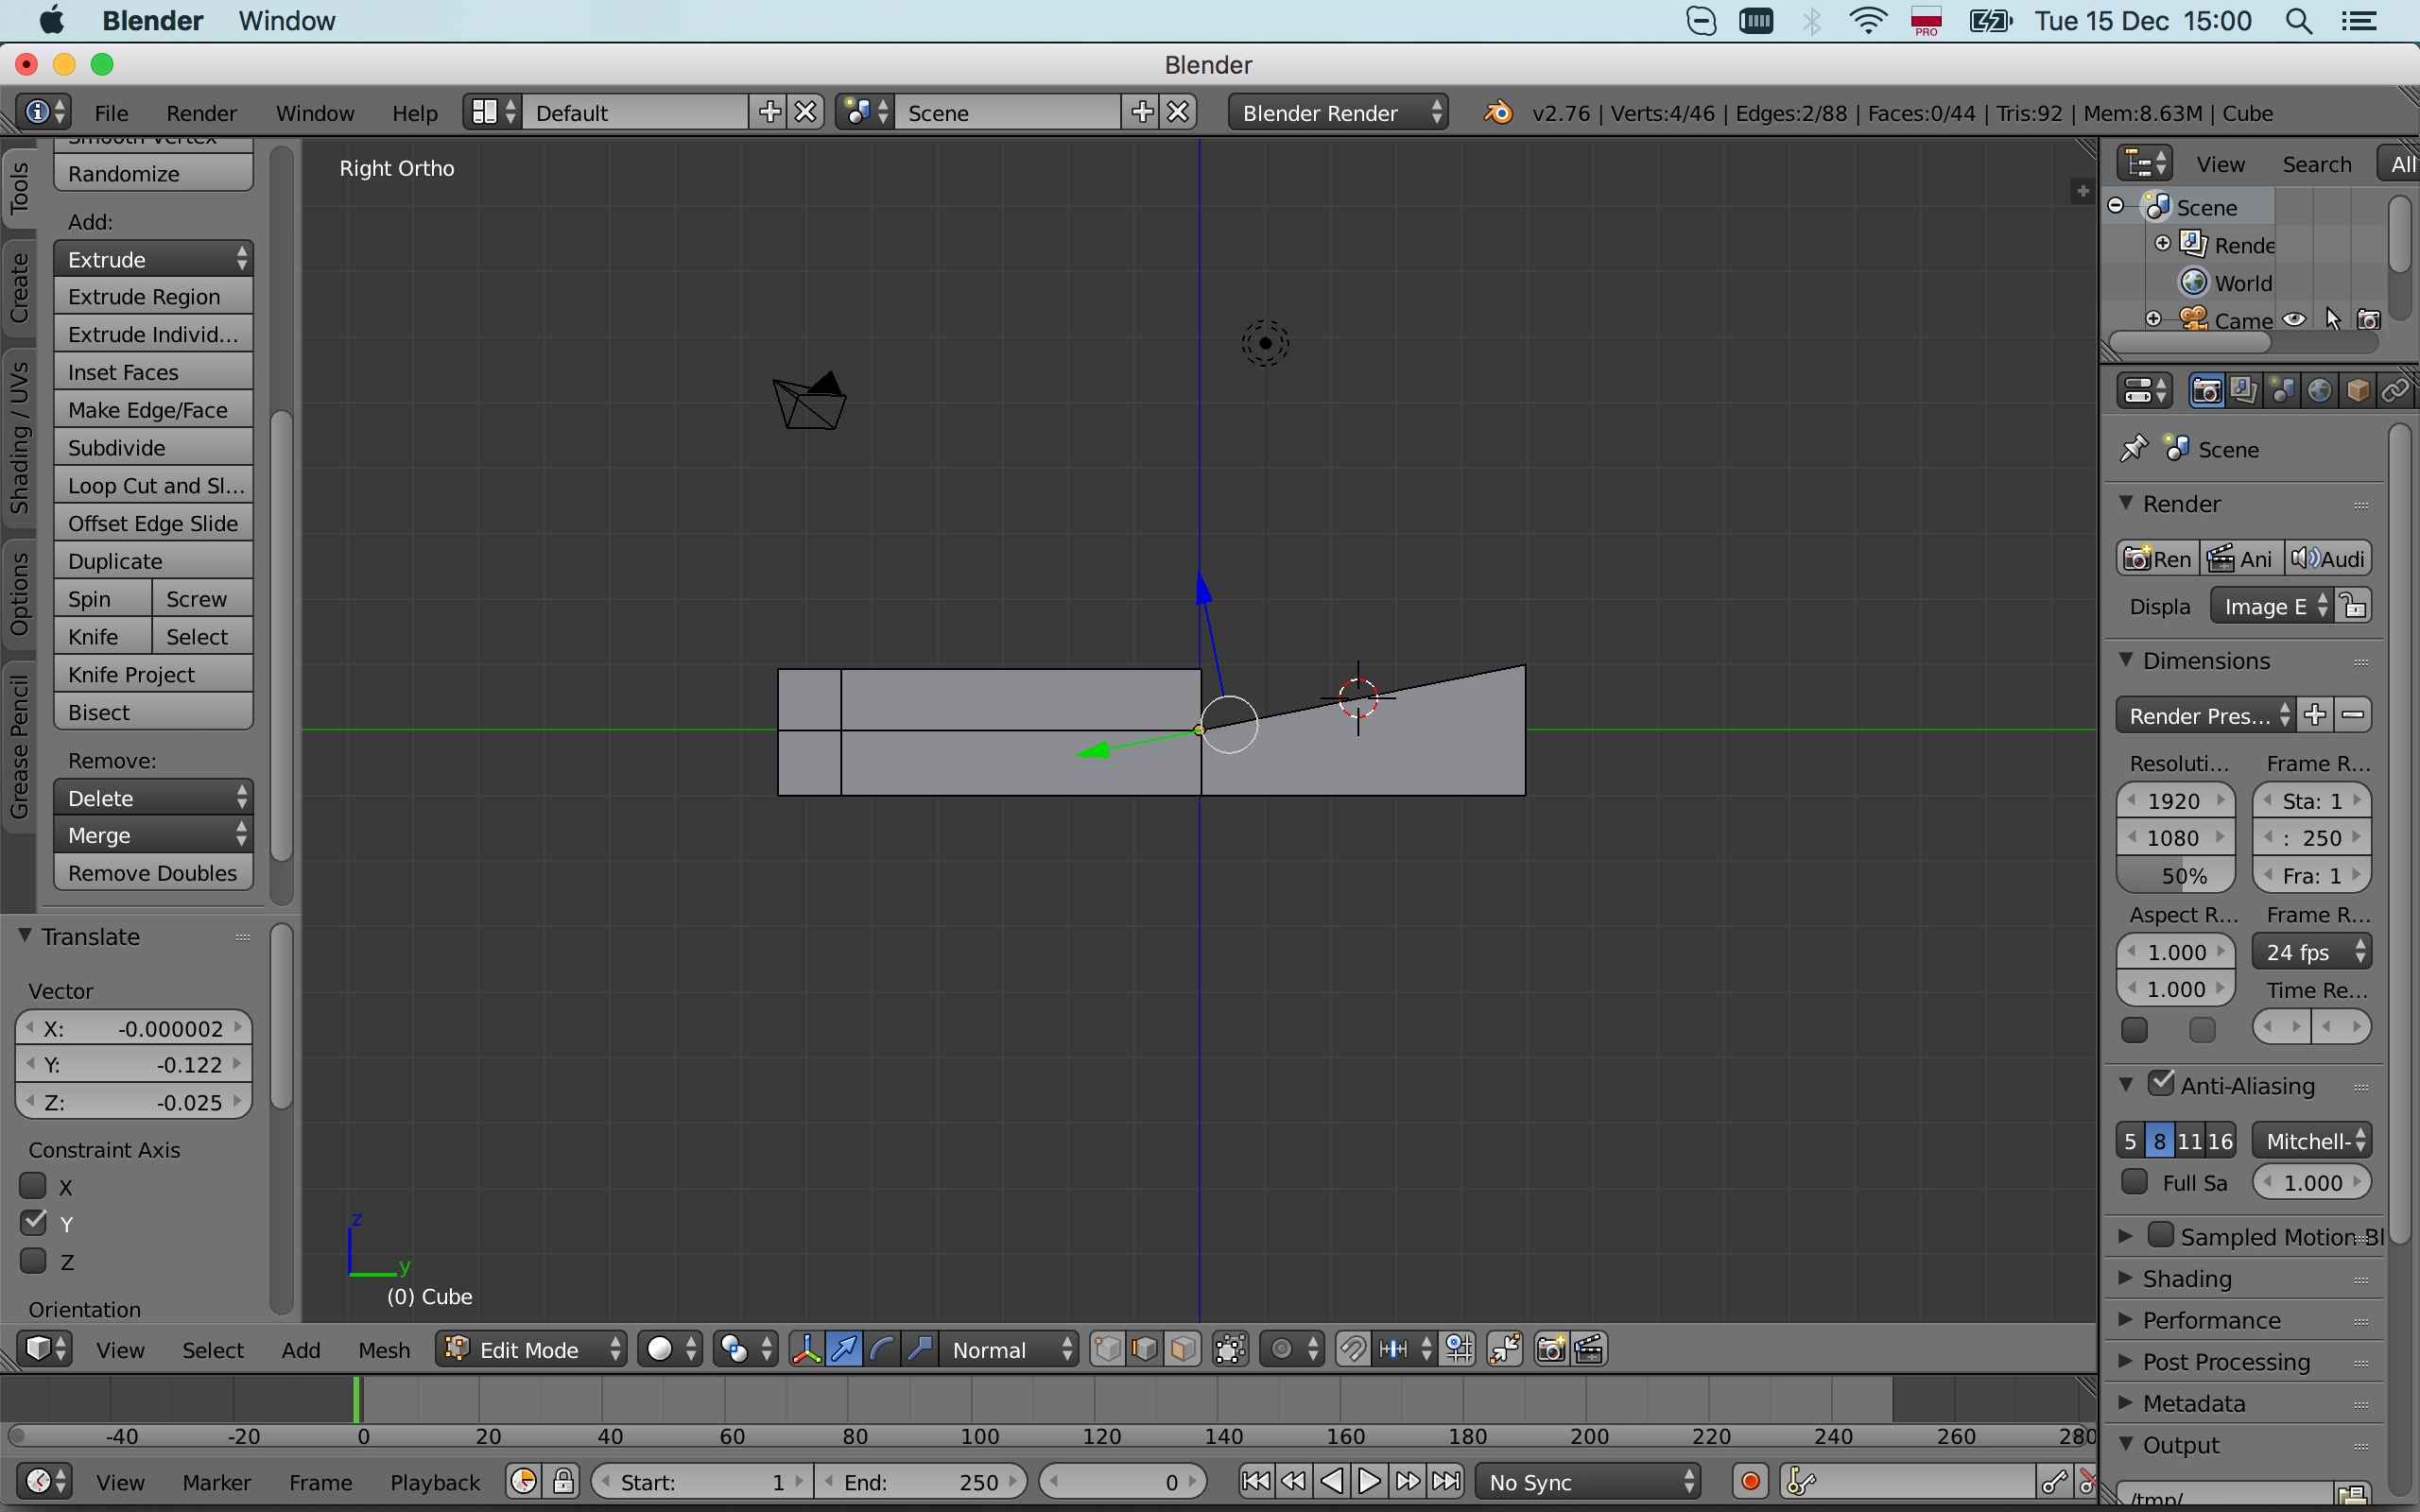 Blender Window PRO Tue 15 Dec 15:00
Blender
File Render Window Help Default Scene Blender Render v2.76 | Verts:4/46 | Edges:2/88 | Faces:0/44 | Tris:92 | Mem:8.63M | Cube
Tools
Create
Shading / UVs
Options
Grease Pencil
Smooth Vertex
Randomize
Add:
Extrude
Extrude Region
Extrude Individ...
Inset Faces
Make Edge/Face
Subdivide
Loop Cut and Sl...
Offset Edge Slide
Duplicate
Spin Screw
Knife Select
Knife Project
Bisect
Remove:
Delete
Merge
Remove Doubles
Translate
Vector
X: -0.000002
Y: -0.122
Z: -0.025
Constraint Axis
X
Y
Z
Orientation
Right Ortho
z
y
(0) Cube
View Search All
Scene
Rende
World
Came
Scene
Render
Ren Ani Audi
Displa Image E
Dimensions
Render Pres...
Resoluti... Frame R...
1920 Sta: 1
1080 : 250
50% Fra: 1
Aspect R... Frame R...
1.000 24 fps
1.000 Time Re...
Anti-Aliasing
5 8 11 16 Mitchell-
Full Sa 1.000
Sampled Motion Bl
Shading
Performance
Post Processing
Metadata
Output
/tmp/
View Select Add Mesh Edit Mode Normal
-40 -20 0 20 40 60 80 100 120 140 160 180 200 220 240 260 280
View Marker Frame Playback Start: 1 End: 250 0 No Sync